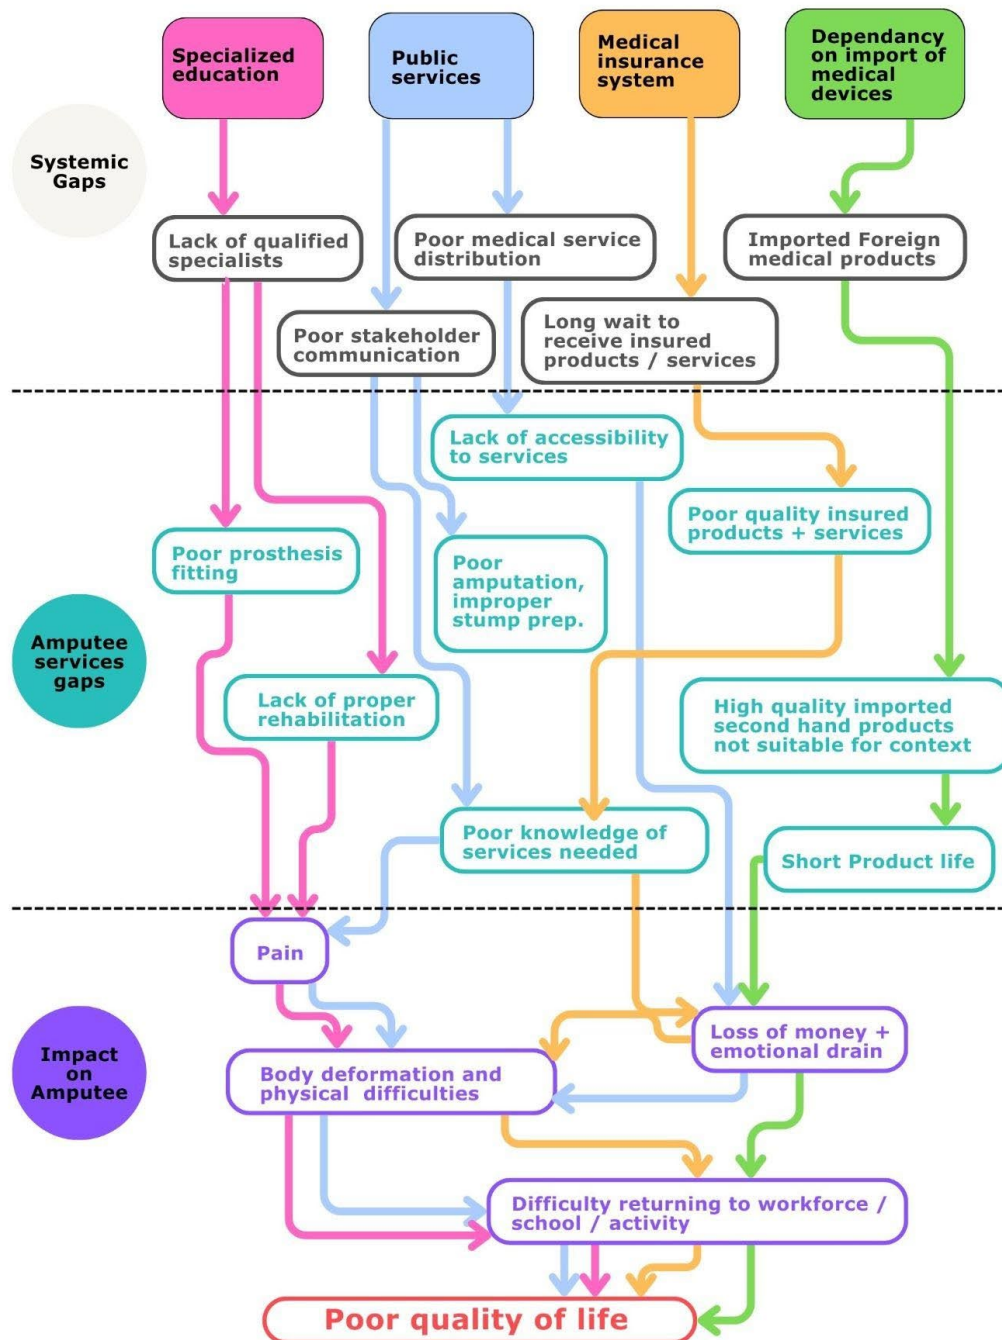 Specialized
education
Public
services
Medical
insurance
system
Dependancy
on import of
medical
devices
Systemic
Gaps
Lack of qualified
specialists
Poor medical service
distribution
Imported Foreign
medical products
Poor stakeholder
communication
Long wait to
receive insured
products / services
Lack of accessibility
to services
Poor quality insured
products + services
Poor prosthesis
fitting
Poor
amputation,
improper
stump prep.
Amputee
services
gaps
Lack of proper
rehabilitation
High quality imported
second hand products
not suitable for context
Poor knowledge of
services needed
Short Product life
Pain
Impact
on
Amputee
Loss of money +
emotional drain
Body deformation and
physical difficulties
Difficulty returning to workforce /
school / activity
Poor quality of life